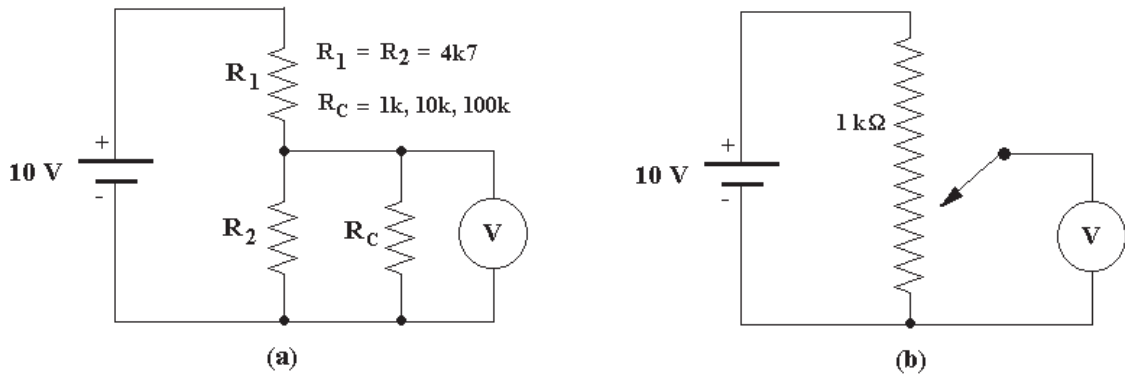 R1 = R2 = 4k7
R1
RC = 1k, 10k, 100k
+
10 V
-
R2
RC
V
(a)
1 kΩ
+
10 V
-
V
(b)